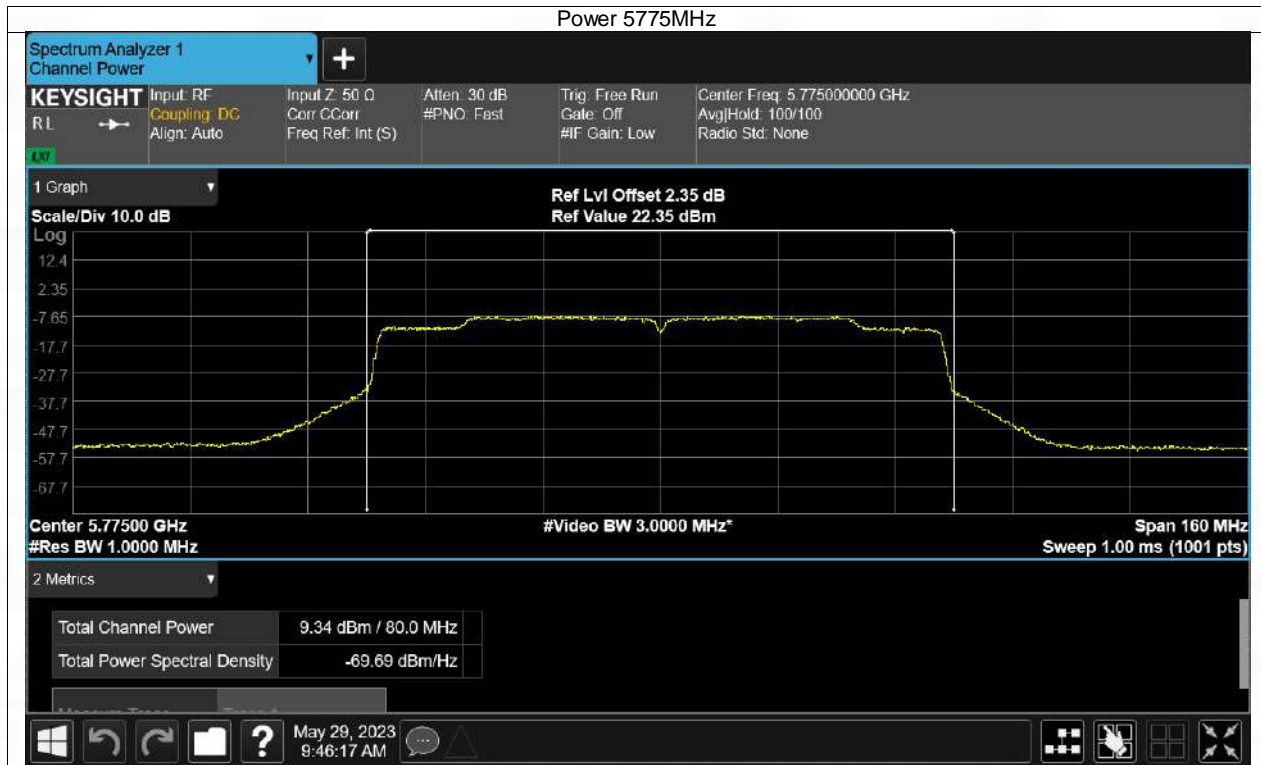 Power 5775MHz
Spectrum Analyzer 1
Channel Power
+
KEYSIGHT
RL
LXI
Input: RF
Coupling: DC
Align: Auto
Input Z: 50 Ω
Corr CCorr
Freq Ref: Int (S)
Atten: 30 dB
#PNO: Fast
Trig: Free Run
Gate: Off
#IF Gain: Low
Center Freq: 5.775000000 GHz
Avg|Hold: 100/100
Radio Std: None
1 Graph
Scale/Div 10.0 dB
Ref Lvl Offset 2.35 dB
Ref Value 22.35 dBm
Log
12.4
2.35
-7.65
-17.7
-27.7
-37.7
-47.7
-57.7
-67.7
Center 5.77500 GHz
#Video BW 3.0000 MHz*
Span 160 MHz
#Res BW 1.0000 MHz
Sweep 1.00 ms (1001 pts)
2 Metrics
Total Channel Power 9.34 dBm / 80.0 MHz
Total Power Spectral Density -69.69 dBm/Hz
?
May 29, 2023
9:46:17 AM